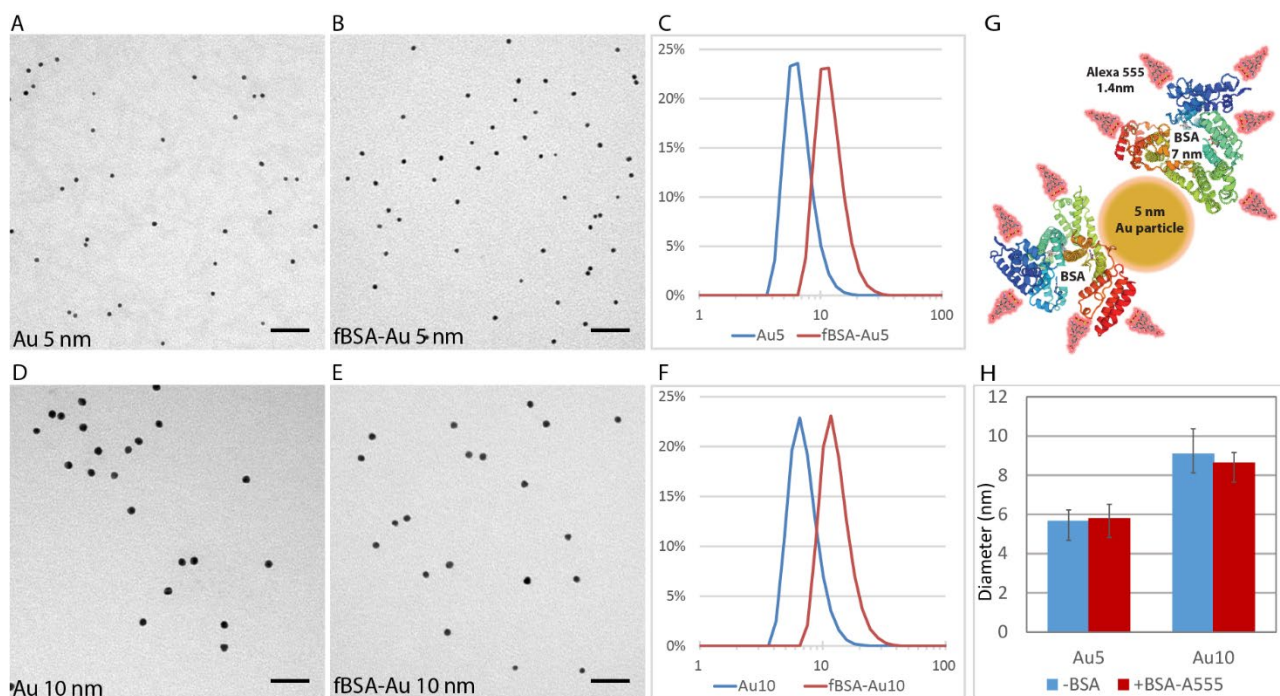 A
Au 5 nm
B
fBSA-Au 5 nm
C
25%
20%
15%
10%
5%
0%
1 10 100
Au5 fBSA-Au5
G
Alexa 555
1.4nm
BSA
7 nm
5 nm
Au particle
BSA
D
Au 10 nm
E
fBSA-Au 10 nm
F
25%
20%
15%
10%
5%
0%
1 10 100
Au10 fBSA-Au10
H
Diameter (nm)
12
10
8
6
4
2
0
Au5 Au10
-BSA +BSA-A555